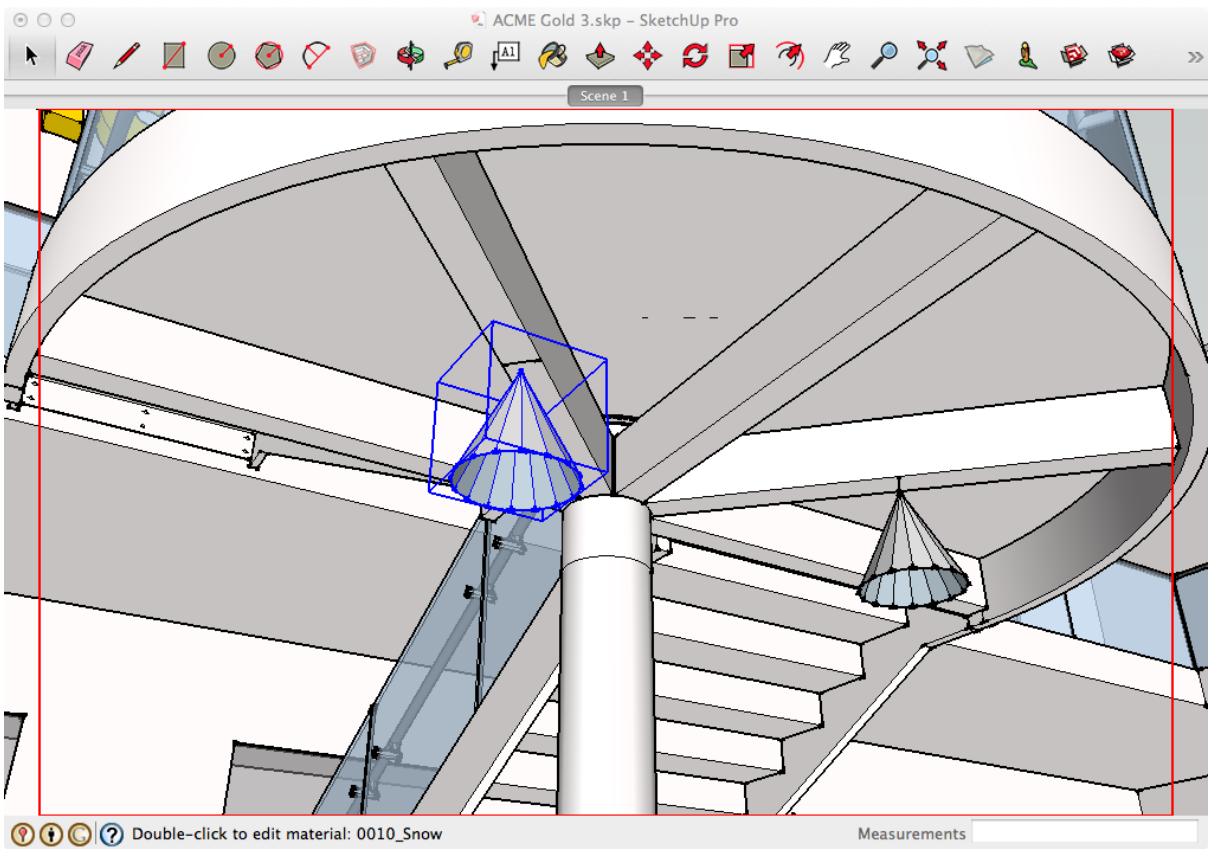 ACME Gold 3.skp – SketchUp Pro
A1
Scene 1
Double-click to edit material: 0010_Snow
Measurements